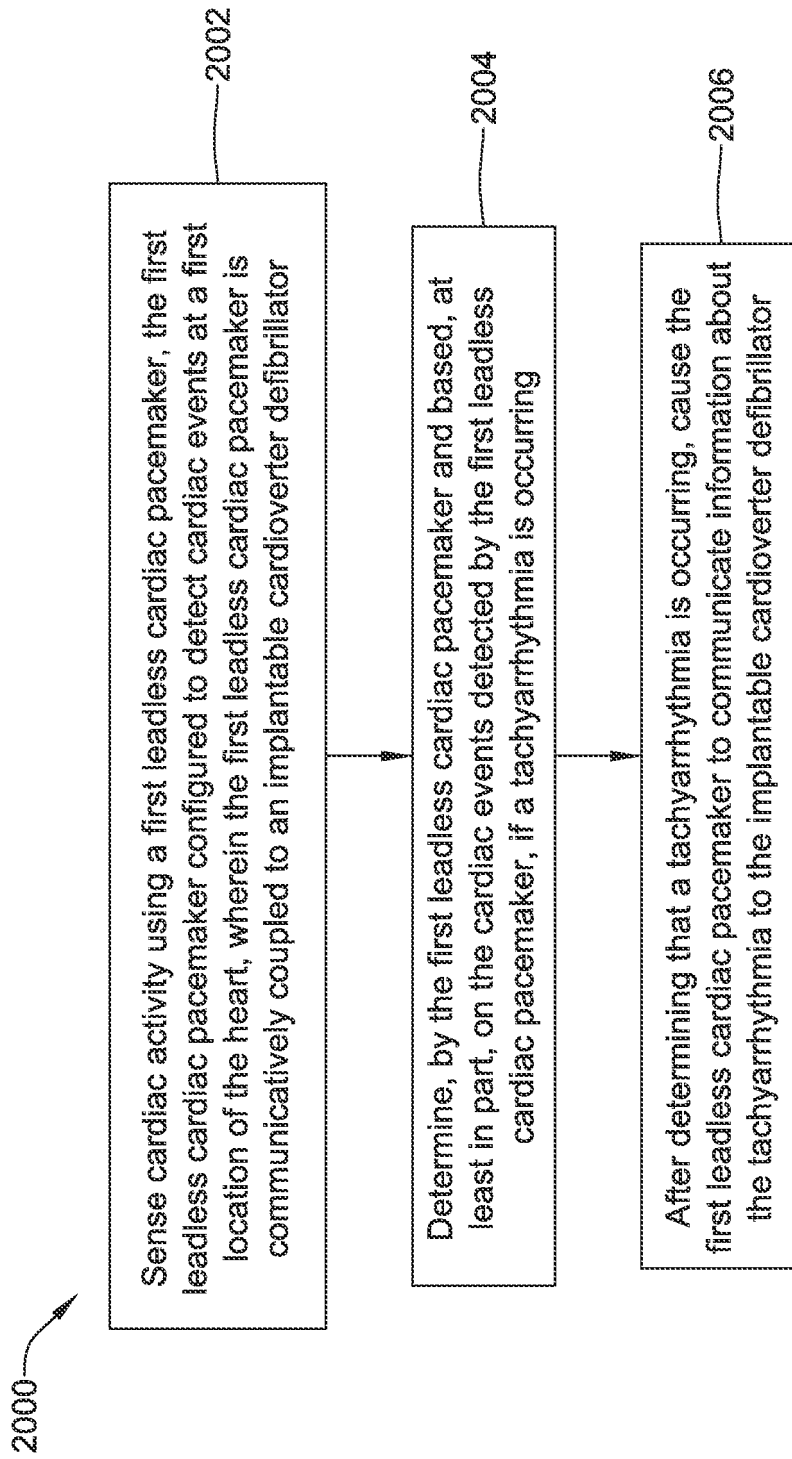 2000
Sense cardiac activity using a first leadless cardiac pacemaker, the first
leadless cardiac pacemaker configured to detect cardiac events at a first
location of the heart, wherein the first leadless cardiac pacemaker is
communicatively coupled to an implantable cardioverter defibrillator
2002
Determine, by the first leadless cardiac pacemaker and based, at
least in part, on the cardiac events detected by the first leadless
cardiac pacemaker, if a tachyarrhythmia is occurring
2004
After determining that a tachyarrhythmia is occurring, cause the
first leadless cardiac pacemaker to communicate information about
the tachyarrhythmia to the implantable cardioverter defibrillator
2006